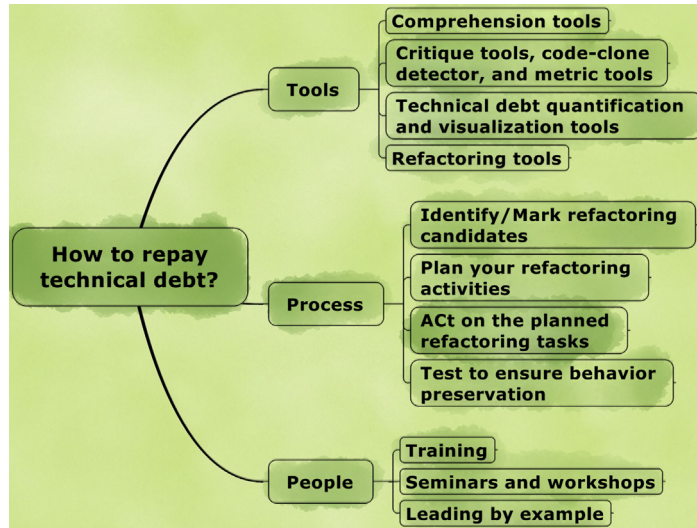 How to repay
technical debt?
Tools
Comprehension tools
Critique tools, code-clone
detector, and metric tools
Technical debt quantification
and visualization tools
Refactoring tools
Process
Identify/Mark refactoring
candidates
Plan your refactoring
activities
ACt on the planned
refactoring tasks
Test to ensure behavior
preservation
People
Training
Seminars and workshops
Leading by example